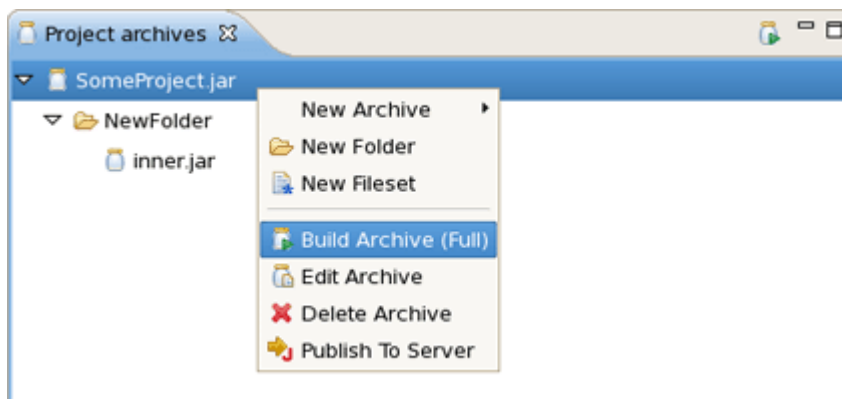 Project archives
SomeProject.jar
NewFolder
inner.jar
New Archive
New Folder
New Fileset
Build Archive (Full)
Edit Archive
Delete Archive
Publish To Server